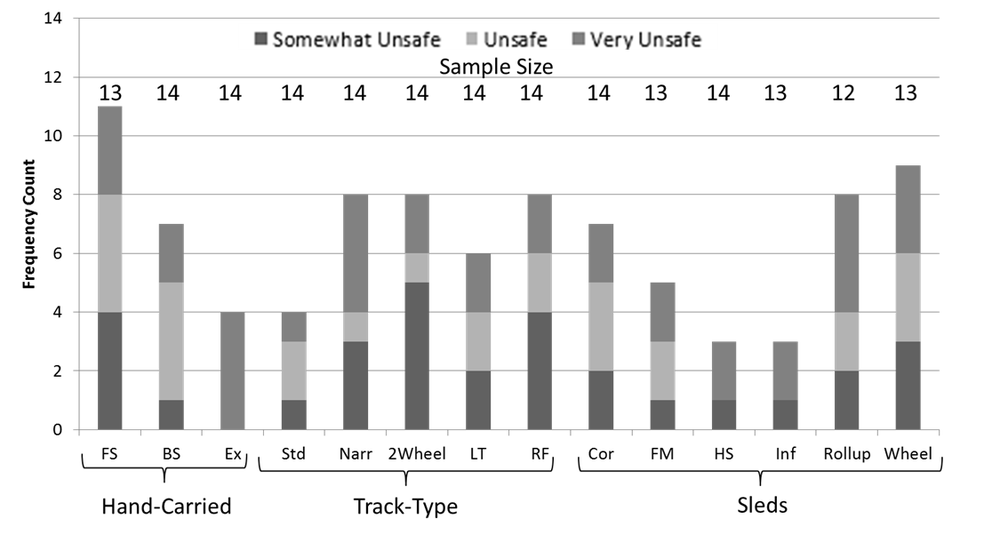 14
Somewhat Unsafe Unsafe Very Unsafe
Sample Size
12
13 14 14 14 14 14 14 14 14 13 14 13 12 13
10
8
6
4
2
0
Frequency Count
FS BS Ex Std Narr 2Wheel LT RF Cor FM HS Inf Rollup Wheel
Hand-Carried Track-Type Sleds